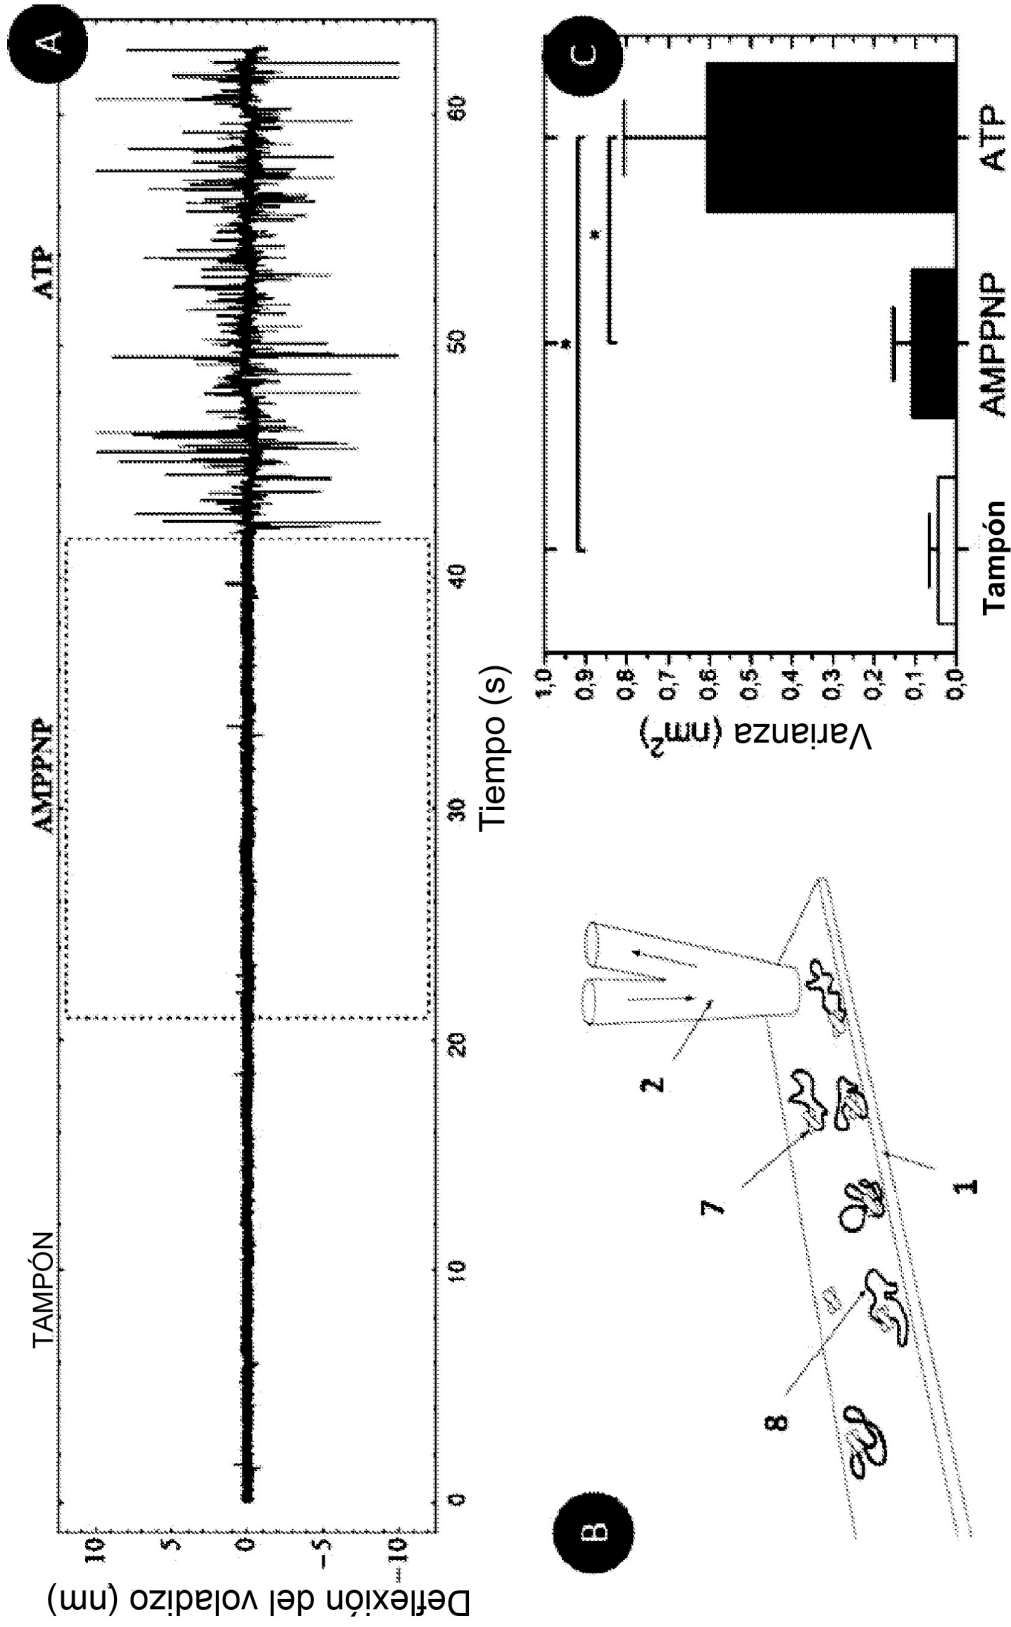 A
TAMPÓN
AMPPNP
ATP
Deflexión del voladizo (nm)
10
5
0
-5
-10
0
10
20
30
40
50
60
Tiempo (s)
B
8
7
2
1
C
Varianza (nm²)
1,0
0,9
0,8
0,7
0,6
0,5
0,4
0,3
0,2
0,1
0,0
*
*
Tampón
AMPPNP
ATP